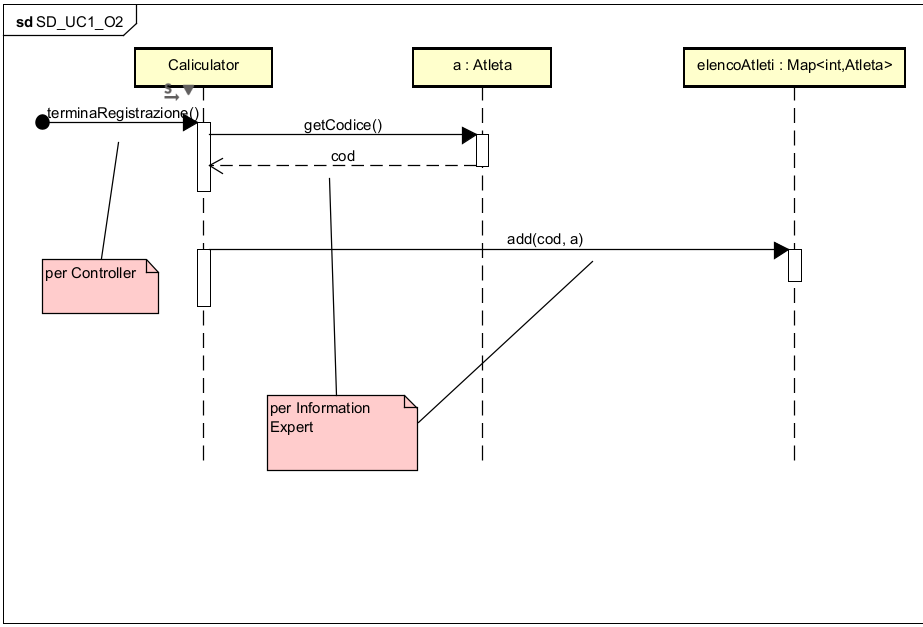 sd SD_UC1_O2
Caliculator
a : Atleta
elencoAtleti : Map<int,Atleta>
S
terminaRegistrazione()
getCodice()
cod
add(cod, a)
per Controller
per Information
Expert